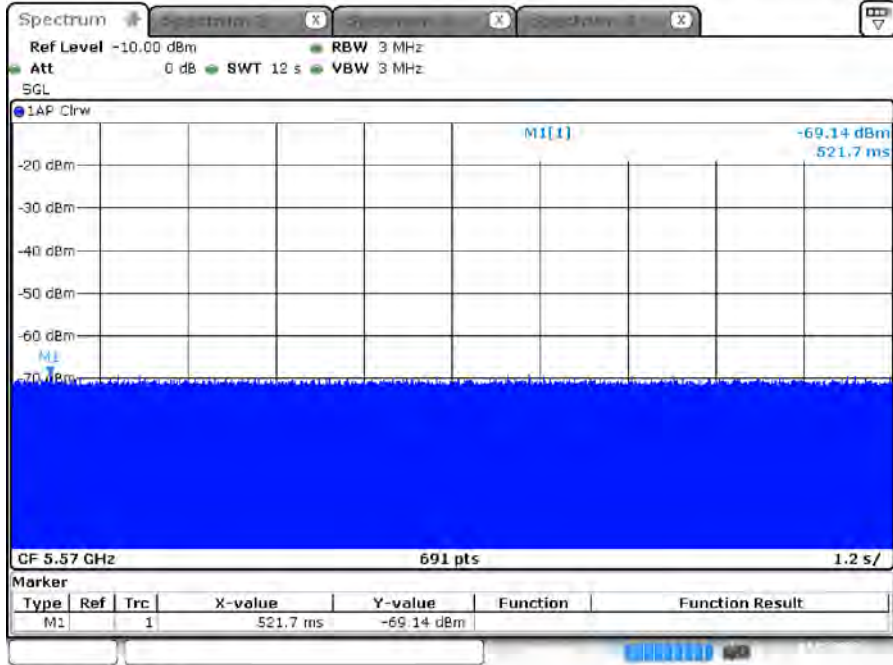 Spectrum
Ref Level -10.00 dBm RBW 3 MHz
Att 0 dB SWT 12 s VBW 3 MHz
SGL
1AP Clrw
M1[1] -69.14 dBm
521.7 ms
-20 dBm
-30 dBm
-40 dBm
-50 dBm
-60 dBm
M1
-70 dBm
CF 5.57 GHz 691 pts 1.2 s/
Marker
Type Ref Trc X-value Y-value Function Function Result
M1 1 521.7 ms -69.14 dBm